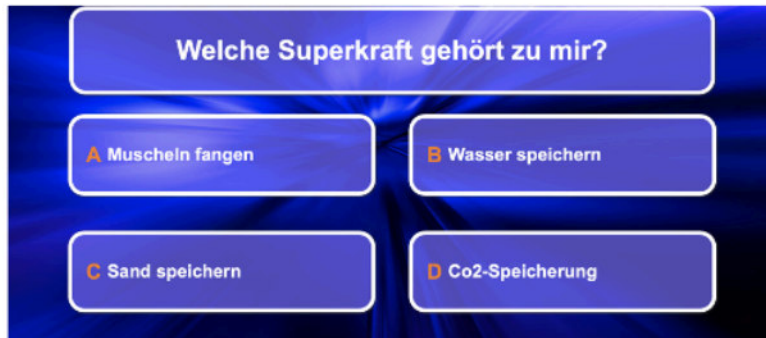 Welche Superkraft gehört zu mir?
A Muscheln fangen
B Wasser speichern
C Sand speichern
D Co2-Speicherung